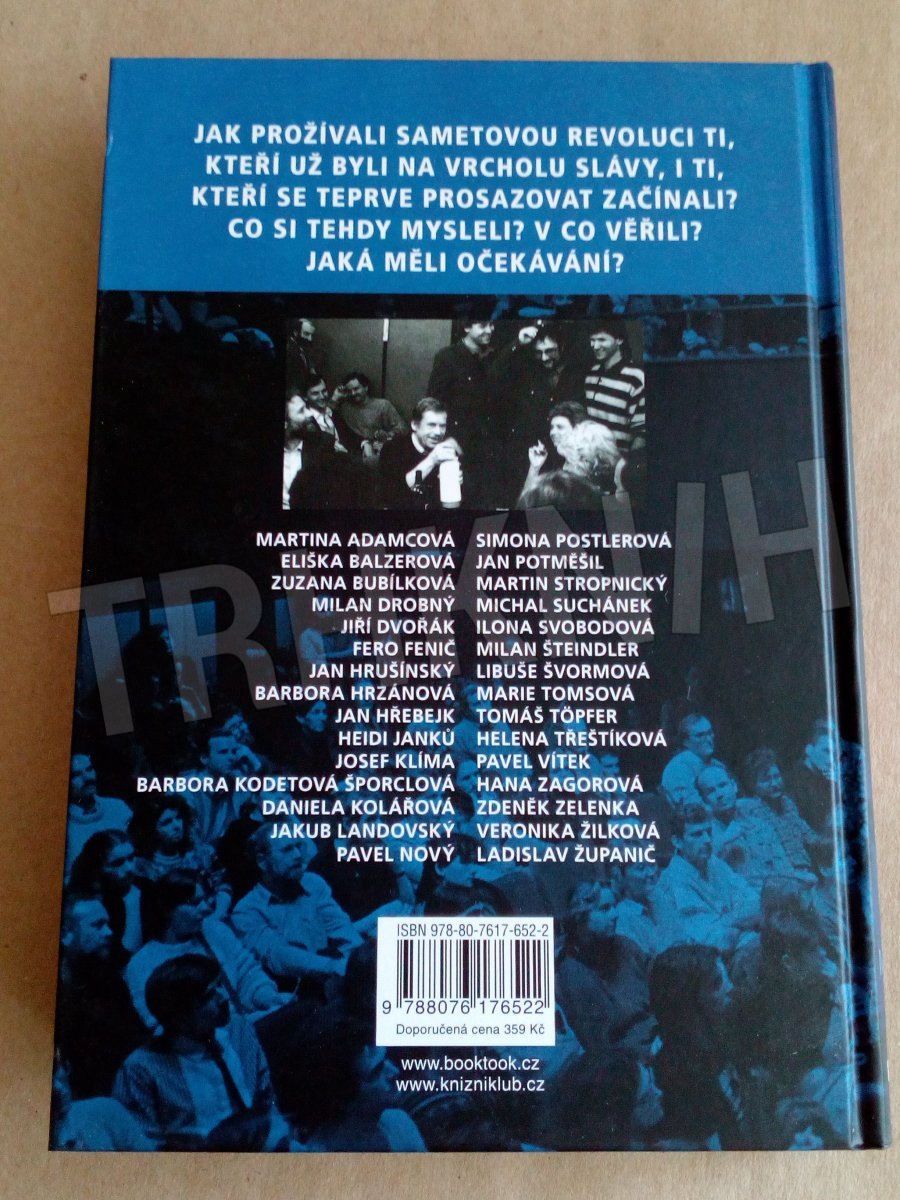 JAK PROŽÍVALI SAMETOVOU REVOLUCI TI,
KTEŘÍ UŽ BYLI NA VRCHOLU SLÁVY, I TI,
KTEŘÍ SE TEPRVE PROSAZOVAT ZAČÍNALI?
CO SI TEHDY MYSLELI? V CO VĚŘILI?
JAKÁ MĚLI OČEKÁVÁNÍ?
MARTINA ADAMCOVÁ
ELIŠKA BALZEROVÁ
ZUZANA BUBÍLKOVÁ
MILAN DROBNÝ
JIŘÍ DVOŘÁK
FERO FENIČ
JAN HRUŠÍNSKÝ
BARBORA HRZÁNOVÁ
JAN HŘEBEJK
HEIDI JANKŮ
JOSEF KLÍMA
BARBORA KODETOVÁ ŠPORCLOVÁ
DANIELA KOLÁŘOVÁ
JAKUB LANDOVSKÝ
PAVEL NOVÝ
SIMONA POSTLEROVÁ
JAN POTMĚŠIL
MARTIN STROPNICKÝ
MICHAL SUCHÁNEK
ILONA SVOBODOVÁ
MILAN ŠTEINDLER
LIBUŠE ŠVORMOVÁ
MARIE TOMSOVÁ
TOMÁŠ TÖPFER
HELENA TŘEŠTÍKOVÁ
PAVEL VÍTEK
HANA ZAGOROVÁ
ZDENĚK ZELENKA
VERONIKA ŽILKOVÁ
LADISLAV ŽUPANIČ
ISBN 978-80-7617-652-2
9 788076 176522
Doporučená cena 359 Kč
www.booktook.cz
www.knizniklub.cz